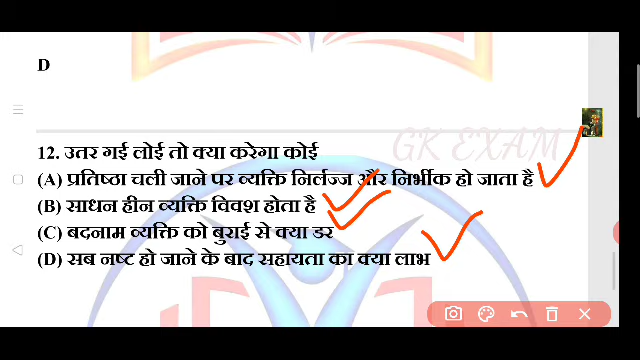 D
GK EXAM
12. उतर गई लोई तो क्या करेगा कोई
(A) प्रतिष्ठा चली जाने पर व्यक्ति निर्लज्ज और निर्भीक हो जाता है
(B) साधन हीन व्यक्ति विवश होता है
(C) बदनाम व्यक्ति को बुराई से क्या डर
(D) सब नष्ट हो जाने के बाद सहायता का क्या लाभ